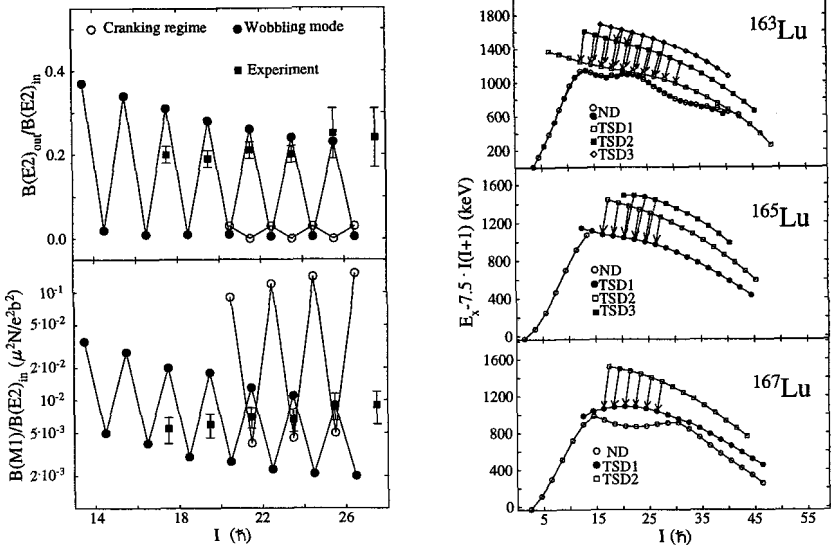 Cranking regime
Wobbling mode
Experiment
B(E2)out/B(E2)in
0.4
0.2
0.0
B(M1)/B(E2)in (μ²N/e²b²)
10⁻¹
5·10⁻²
2·10⁻²
10⁻²
5·10⁻³
2·10⁻³
14
18
22
26
I (ħ)
Eₓ-7.5 · I(I+1) (keV)
1800
1400
1000
600
200
¹⁶³Lu
ND
TSD1
TSD2
TSD3
1600
1200
800
400
0
¹⁶⁵Lu
ND
TSD1
TSD2
TSD3
1600
1200
800
400
0
¹⁶⁷Lu
ND
TSD1
TSD2
5
15
25
35
45
55
I (ħ)